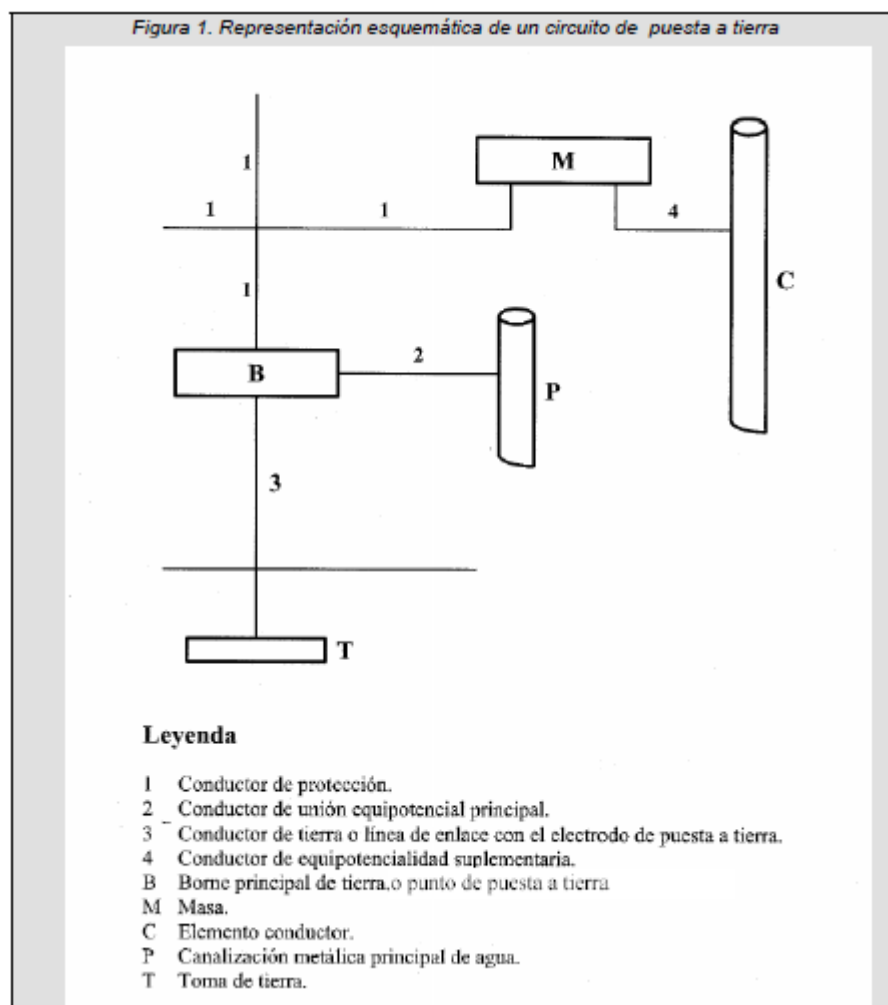 Figura 1. Representación esquemática de un circuito de puesta a tierra
M
1
1
1
4
C
1
B
2
P
3
T
Leyenda
1 Conductor de protección.
2 Conductor de unión equipotencial principal.
3 Conductor de tierra o línea de enlace con el electrodo de puesta a tierra.
4 Conductor de equipotencialidad suplementaria.
B Borne principal de tierra,o punto de puesta a tierra
M Masa.
C Elemento conductor.
P Canalización metálica principal de agua.
T Toma de tierra.